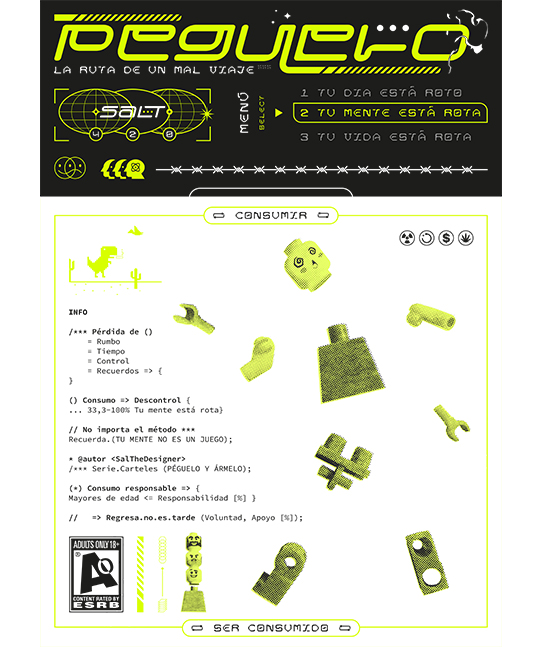 PEGULERO
LA RUTA DE UN MAL VIAJE
SALT
4 2 0
MENÚ
SELECT
1 TU DIA ESTÁ ROTO
2 TU MENTE ESTÁ ROTA
3 TU VIDA ESTÁ ROTA
CONSUMIR
INFO
/*** Pérdida de ()
= Rumbo
= Tiempo
= Control
= Recuerdos => {
}
() Consumo => Descontrol {
... 33,3-100% Tu mente está rota}
// No importa el método ***
Recuerda.(TU MENTE NO ES UN JUEGO);
* @autor <SalTheDesigner>
/*** Serie.Carteles (PÉGUELO Y ÁRMELO);
(*) Consumo responsable => {
Mayores de edad <= Responsabilidad [%] }
// => Regresa.no.es.tarde (Voluntad, Apoyo [%]);
ADULTS ONLY 18+
AO
®
CONTENT RATED BY
ESRB
SER CONSUMIDO